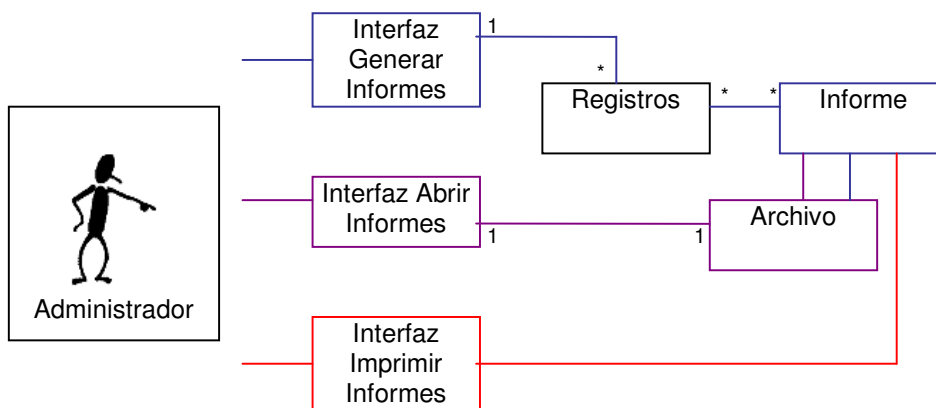 Interfaz
Generar
Informes
1
*
Registros
*
*
Informe
Administrador
Interfaz Abrir
Informes
1
1
Archivo
Interfaz
Imprimir
Informes